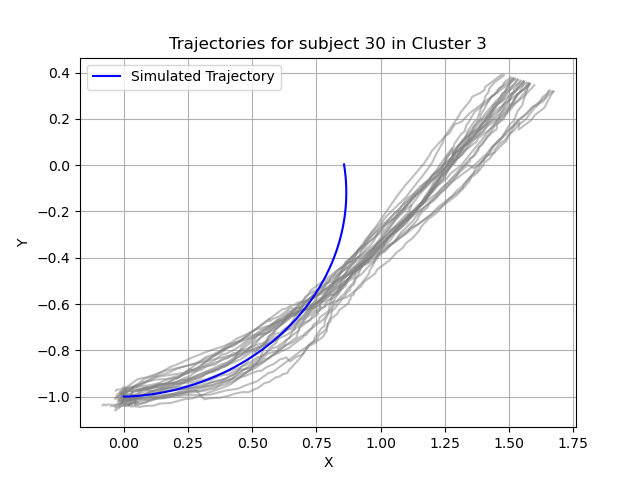 Trajectories for subject 30 in Cluster 3
Simulated Trajectory
Y
0.4
0.2
0.0
−0.2
−0.4
−0.6
−0.8
−1.0
0.00 0.25 0.50 0.75 1.00 1.25 1.50 1.75
X